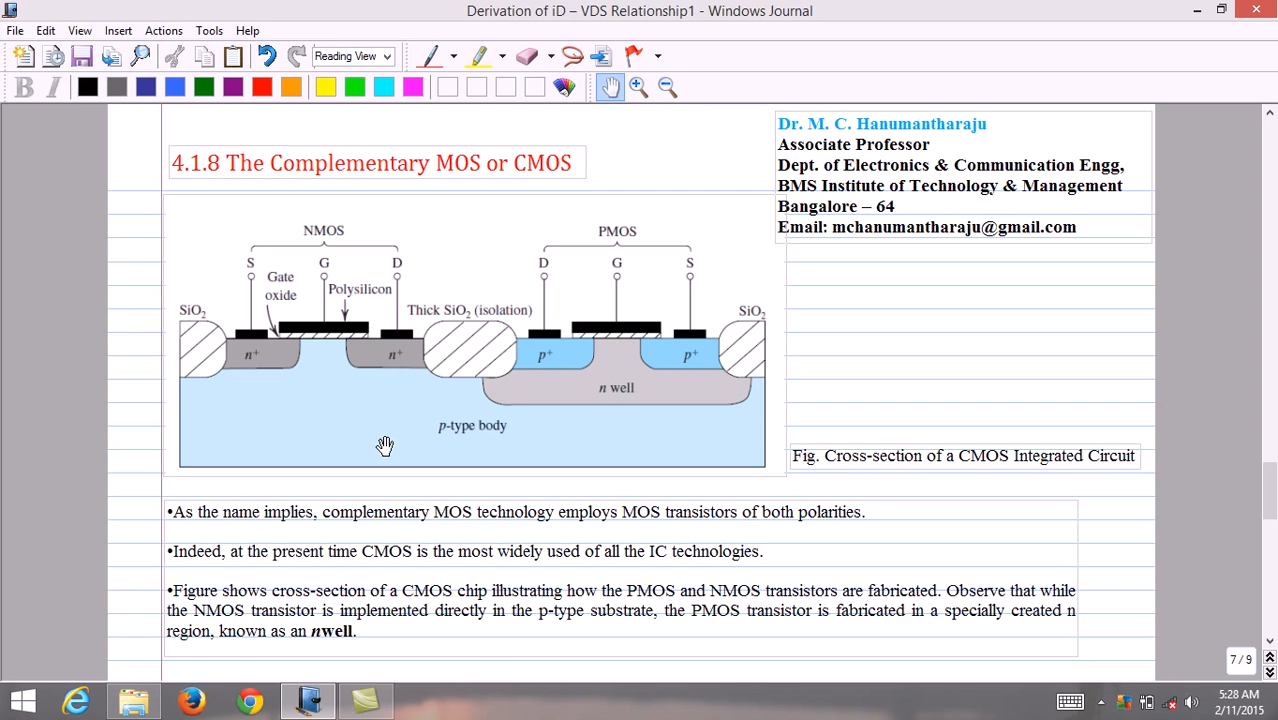 Derivation of iD – VDS Relationship1 - Windows Journal
File Edit View Insert Actions Tools Help
Reading View
B I
4.1.8 The Complementary MOS or CMOS
Dr. M. C. Hanumantharaju
Associate Professor
Dept. of Electronics & Communication Engg,
BMS Institute of Technology & Management
Bangalore – 64
Email: mchanumantharaju@gmail.com
NMOS PMOS
S G D D G S
Gate
oxide
Polysilicon
SiO2 Thick SiO2 (isolation) SiO2
n+ n+ p+ p+
n well
p-type body
Fig. Cross-section of a CMOS Integrated Circuit
•As the name implies, complementary MOS technology employs MOS transistors of both polarities.
•Indeed, at the present time CMOS is the most widely used of all the IC technologies.
•Figure shows cross-section of a CMOS chip illustrating how the PMOS and NMOS transistors are fabricated. Observe that while
the NMOS transistor is implemented directly in the p-type substrate, the PMOS transistor is fabricated in a specially created n
region, known as an nwell.
7 / 9
5:28 AM
2/11/2015